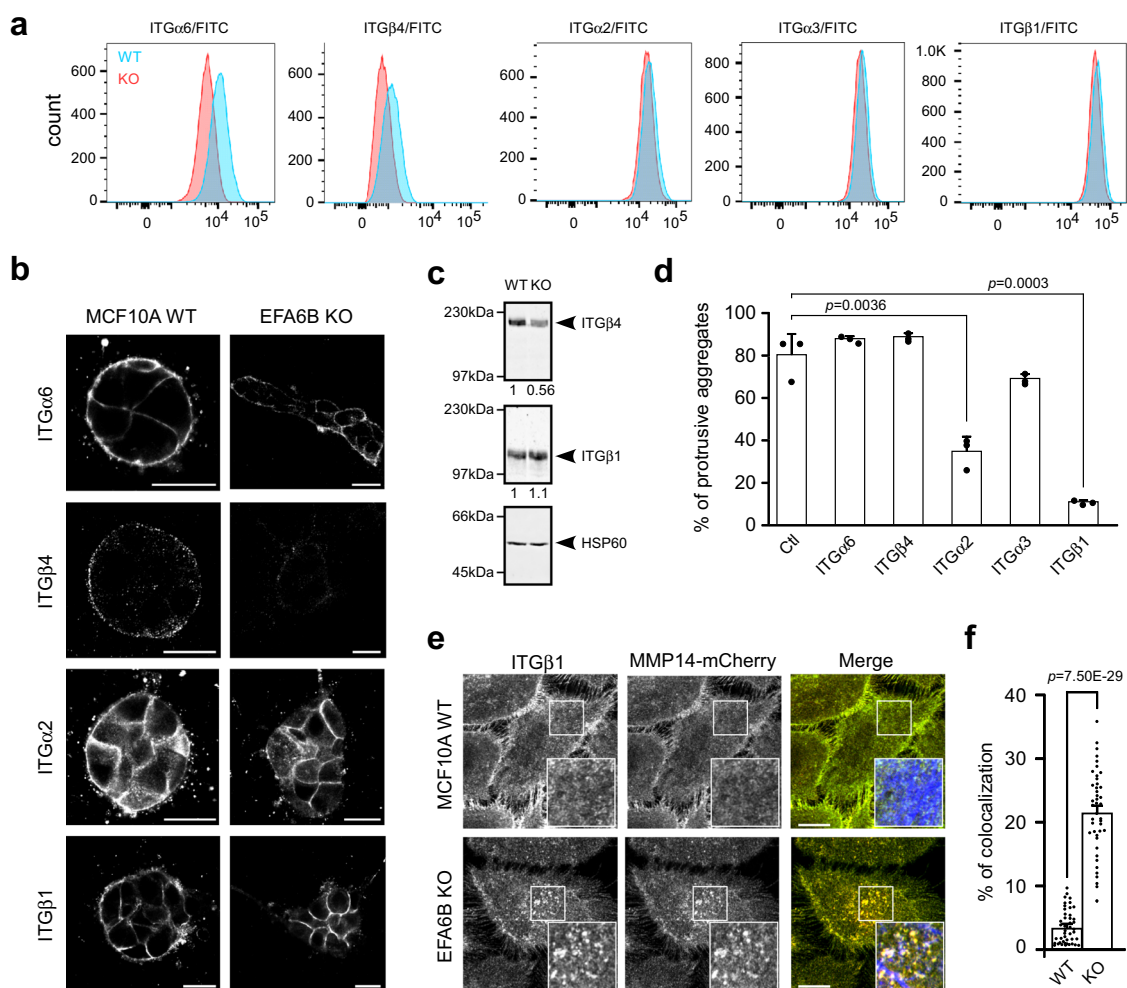 a
ITGα6/FITC
ITGβ4/FITC
ITGα2/FITC
ITGα3/FITC
ITGβ1/FITC
WT
KO
count
600
400
200
0
0
10⁴
10⁵
600
400
200
0
0
10⁴
10⁵
600
400
200
0
0
10⁴
10⁵
800
600
400
200
0
0
10⁴
10⁵
1.0K
800
600
400
200
0
0
10⁴
10⁵
b
MCF10A WT
EFA6B KO
ITGα6
ITGβ4
ITGα2
ITGβ1
c
WT KO
230kDa
ITGβ4
97kDa
1 0.56
230kDa
ITGβ1
97kDa
1 1.1
66kDa
HSP60
45kDa
d
p=0.0003
p=0.0036
% of protrusive aggregates
100
80
60
40
20
0
Ctl
ITGα6
ITGβ4
ITGα2
ITGα3
ITGβ1
e
ITGβ1
MMP14-mCherry
Merge
MCF10A WT
EFA6B KO
f
p=7.50E-29
% of colocalization
40
30
20
10
0
WT
KO